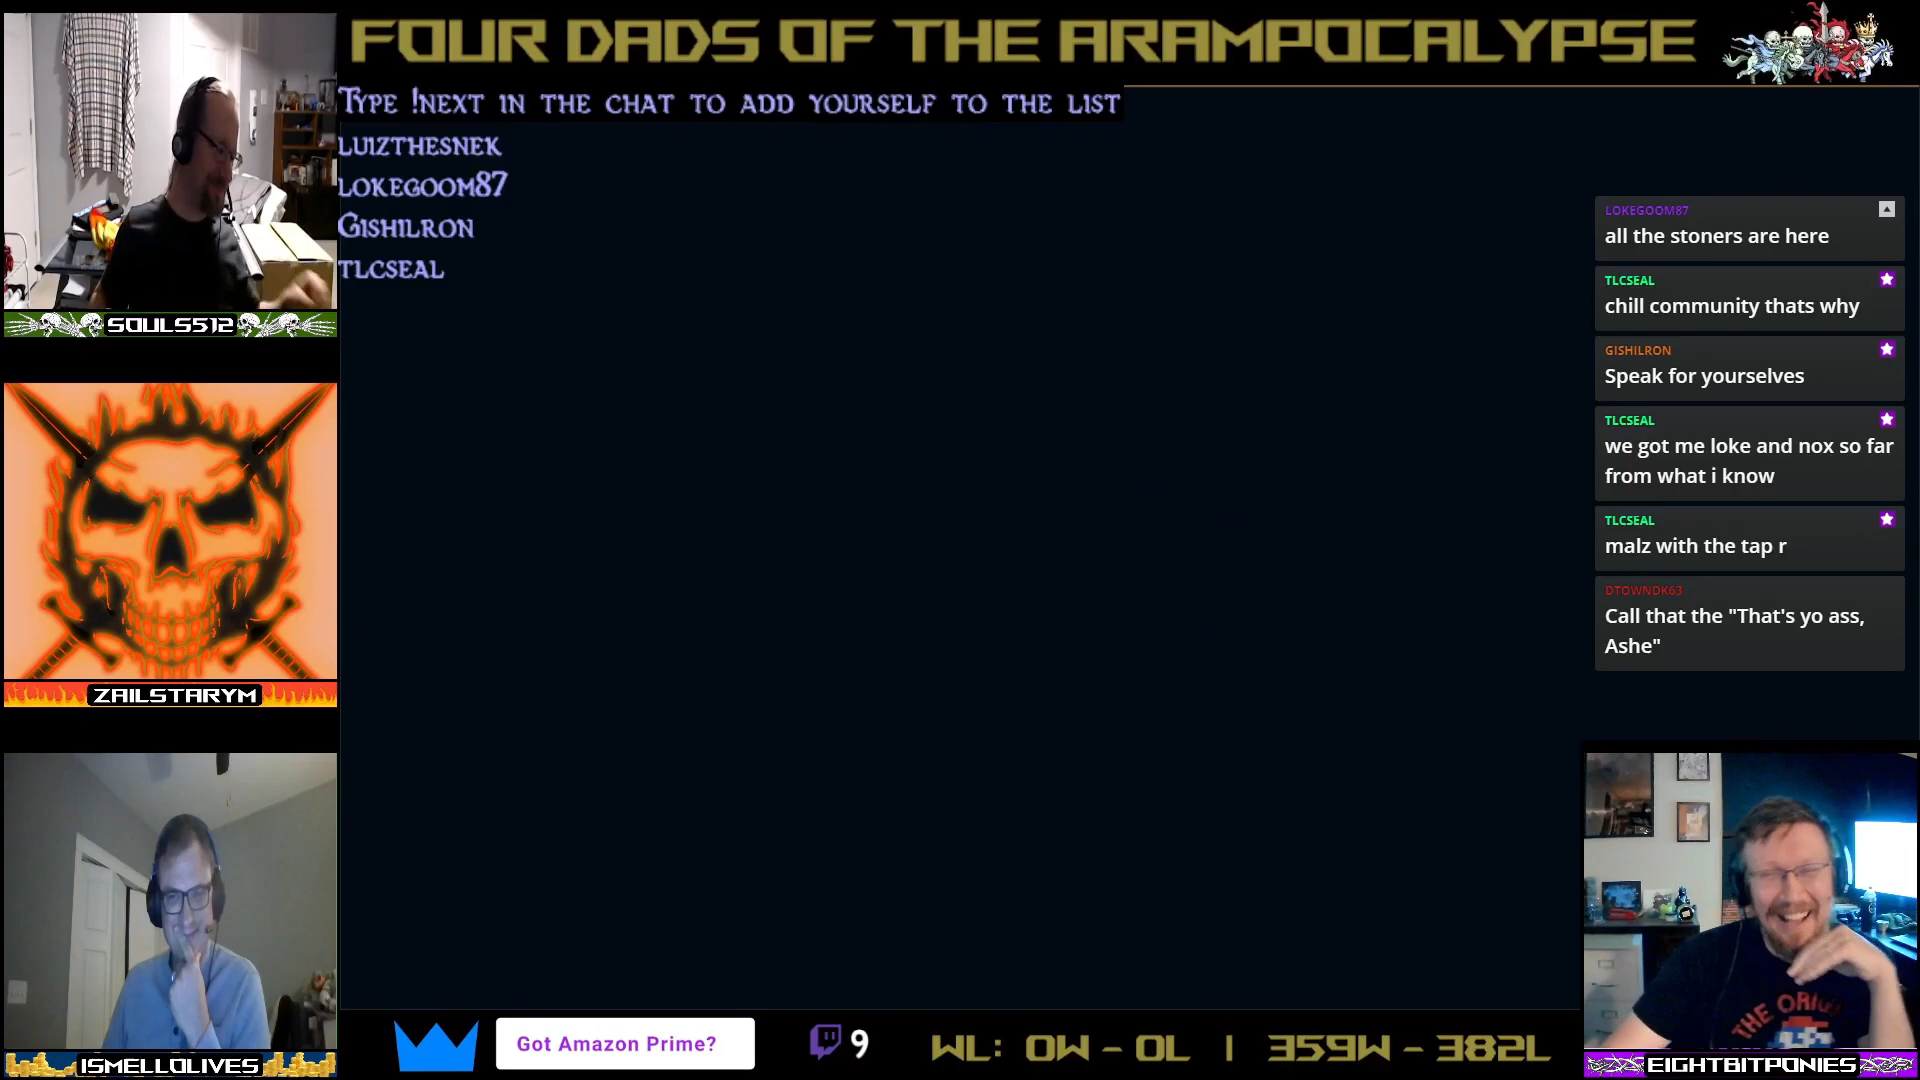 FOUR DADS OF THE ARAMPOCALYPSE
Type !next in the chat to add yourself to the list
luizthesnek
lokegoom87
Gishilron
tlcseal
SOULS512
ZAILSTARYM
ISMELLOLIVES
LOKEGOOM87
all the stoners are here
TLCSEAL
chill community thats why
GISHILRON
Speak for yourselves
TLCSEAL
we got me loke and nox so far
from what i know
TLCSEAL
malz with the tap r
DTOWNDK63
Call that the "That's yo ass,
Ashe"
THE ORIGI
EIGHTBITPONIES
Got Amazon Prime?
9
WL: 0W - 0L | 359W - 382L